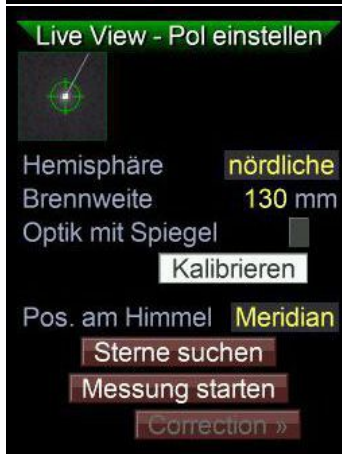 Live View - Pol einstellen
Hemisphäre nördliche
Brennweite 130 mm
Optik mit Spiegel
Kalibrieren
Pos. am Himmel Meridian
Sterne suchen
Messung starten
Correction »